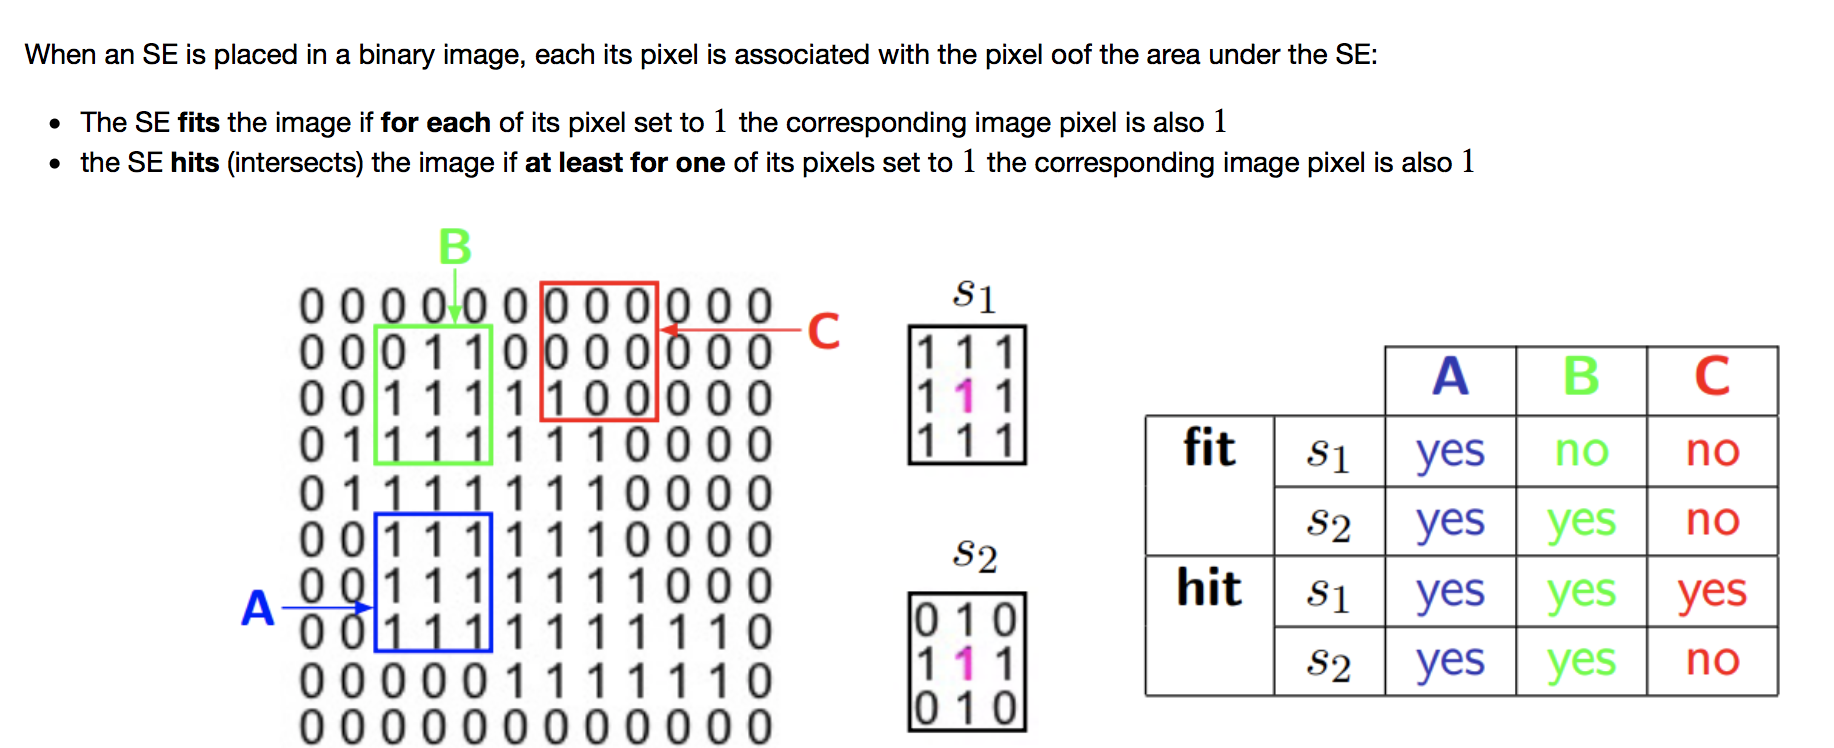 When an SE is placed in a binary image, each its pixel is associated with the pixel oof the area under the SE:
• The SE fits the image if for each of its pixel set to 1 the corresponding image pixel is also 1
• the SE hits (intersects) the image if at least for one of its pixels set to 1 the corresponding image pixel is also 1
B
0 0 0 0 0 0 0 0 0 0 0 0
0 0 0 1 1 0 0 0 0 0 0 0
0 0 1 1 1 1 1 0 0 0 0 0
0 1 1 1 1 1 1 1 0 0 0 0
0 1 1 1 1 1 1 1 0 0 0 0
0 0 1 1 1 1 1 1 0 0 0 0
0 0 1 1 1 1 1 1 1 0 0 0
0 0 1 1 1 1 1 1 1 1 1 0
0 0 0 0 0 1 1 1 1 1 1 0
0 0 0 0 0 0 0 0 0 0 0 0
A
C
s1
1 1 1
1 1 1
1 1 1
s2
0 1 0
1 1 1
0 1 0
A B C
fit s1 yes no no
s2 yes yes no
hit s1 yes yes yes
s2 yes yes no